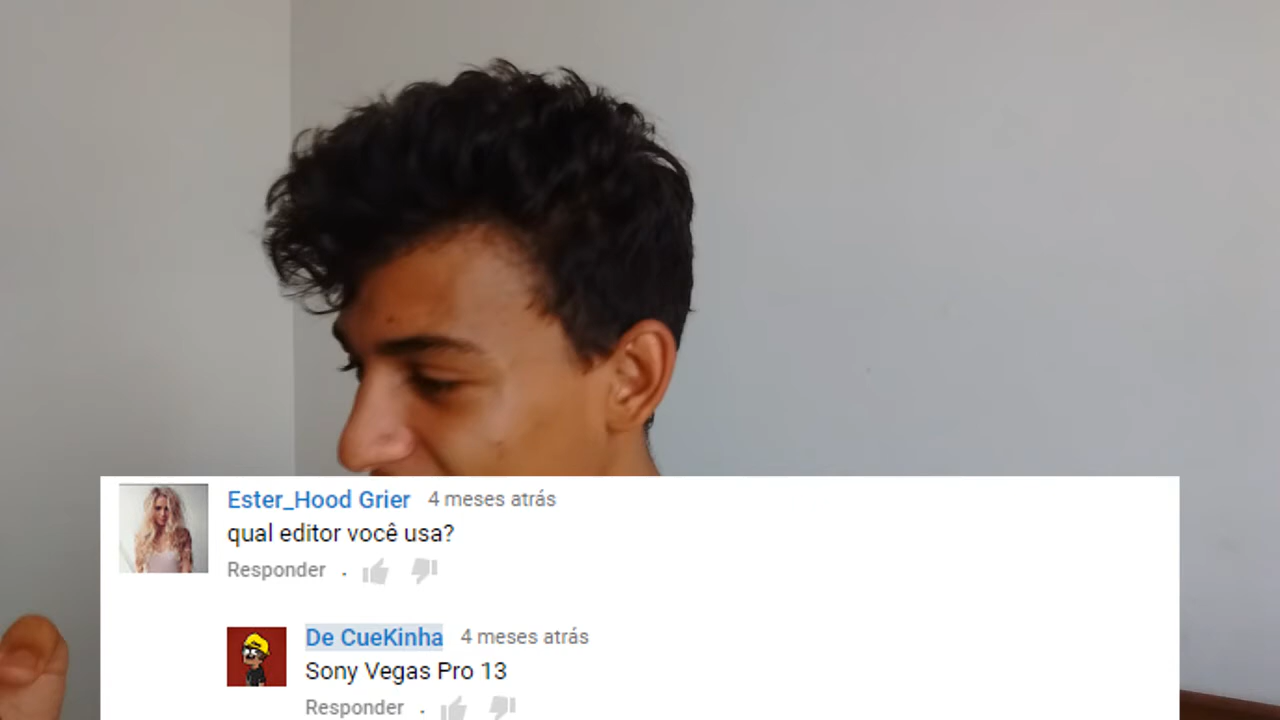 Ester_Hood Grier 4 meses atrás
qual editor você usa?
Responder .
De CueKinha 4 meses atrás
Sony Vegas Pro 13
Responder .